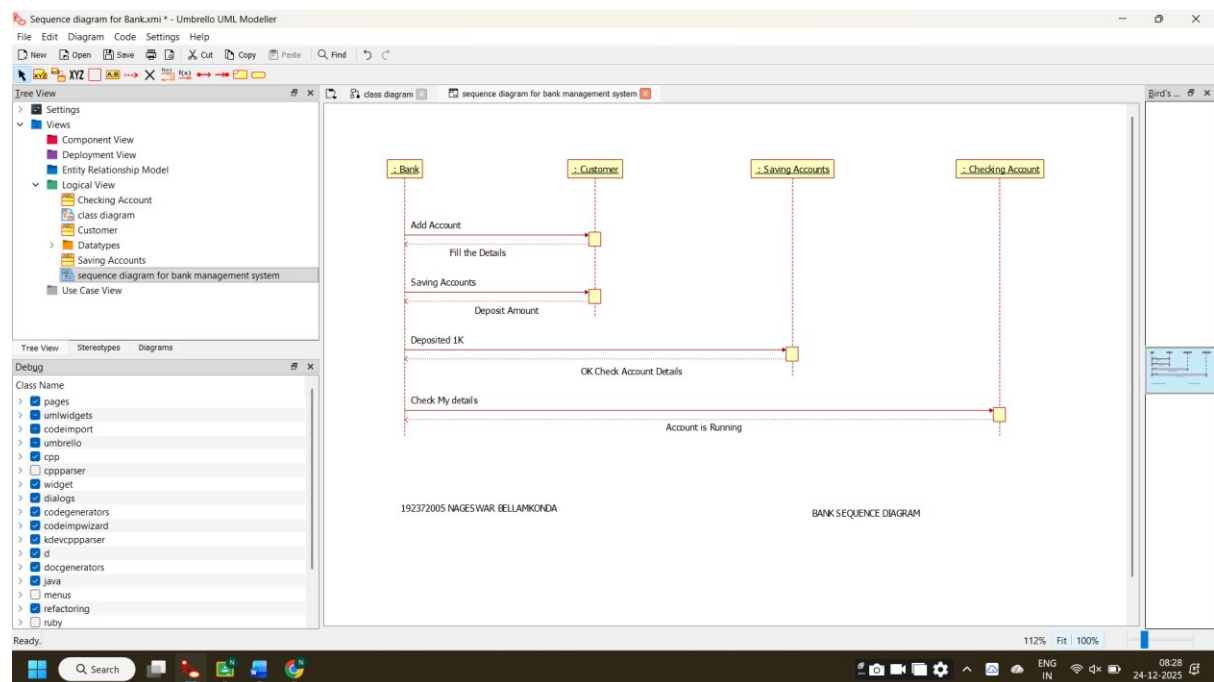 Sequence diagram for Bank.xmi * - Umbrello UML Modeller
File Edit Diagram Code Settings Help
New Open Save Cut Copy Paste Find
XYZ XYZ A:B f(x) f(x)
Tree View
class diagram sequence diagram for bank management system
Bird's ...
Settings
Views
Component View
Deployment View
Entity Relationship Model
Logical View
Checking Account
class diagram
Customer
Datatypes
Saving Accounts
sequence diagram for bank management system
Use Case View
Tree View Stereotypes Diagrams
Debug
Class Name
pages
umlwidgets
codeimport
umbrello
cpp
cppparser
widget
dialogs
codegenerators
codeimpwizard
kdevcppparser
d
docgenerators
java
menus
refactoring
ruby
: Bank : Customer : Saving Accounts : Checking Account
Add Account
Fill the Details
Saving Accounts
Deposit Amount
Deposited 1K
OK Check Account Details
Check My details
Account is Running
192372005 NAGESWAR BELLAMKONDA
BANK SEQUENCE DIAGRAM
Ready.
112% Fit 100%
Search
ENG
IN
08:28
24-12-2025